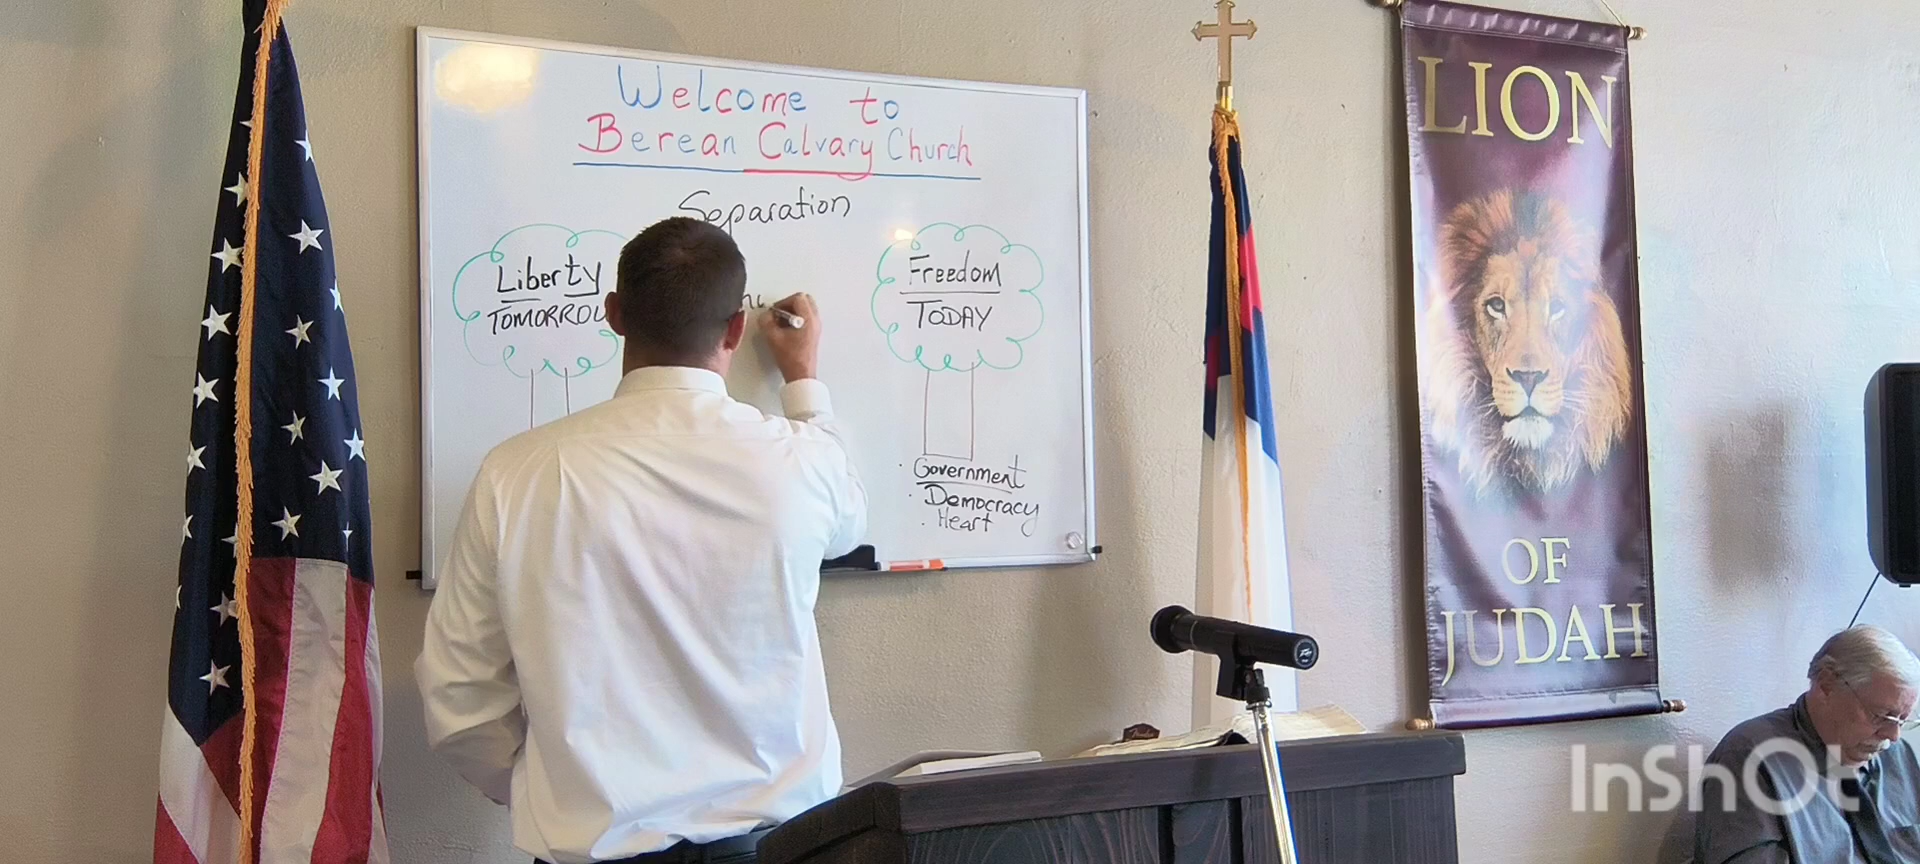 Welcome to
Berean Calvary Church
Separation
Liberty
TOMORROW
Freedom
TODAY
Government
Democracy
Heart
LION
OF
JUDAH
InShOt